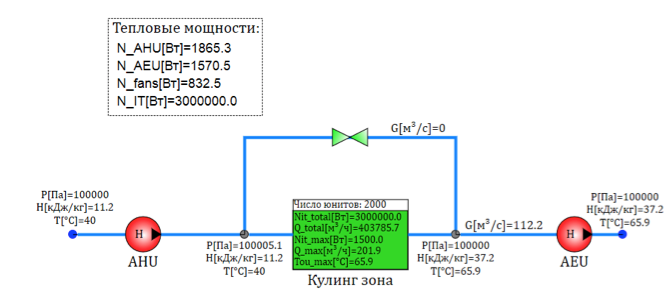 Тепловые мощности:
N_AHU[Вт]=1865.3
N_AEU[Вт]=1570.5
N_fans[Вт]=832.5
N_IT[Вт]=3000000.0
G[м³/с]=0
P[Па]=100000
H[кДж/кг]=11.2
T[°C]=40
H
AHU
P[Па]=100005.1
H[кДж/кг]=11.2
T[°C]=40
Число юнитов: 2000
Nit_total[Вт]=3000000.0
Q_total[м³/ч]=403785.7
Nit_max[Вт]=1500.0
Q_max[м³/ч]=201.9
Tou_max[°C]=65.9
Кулинг зона
P[Па]=100000
H[кДж/кг]=37.2
T[°C]=65.9
G[м³/с]=112.2
H
AEU
P[Па]=100000
H[кДж/кг]=37.2
T[°C]=65.9